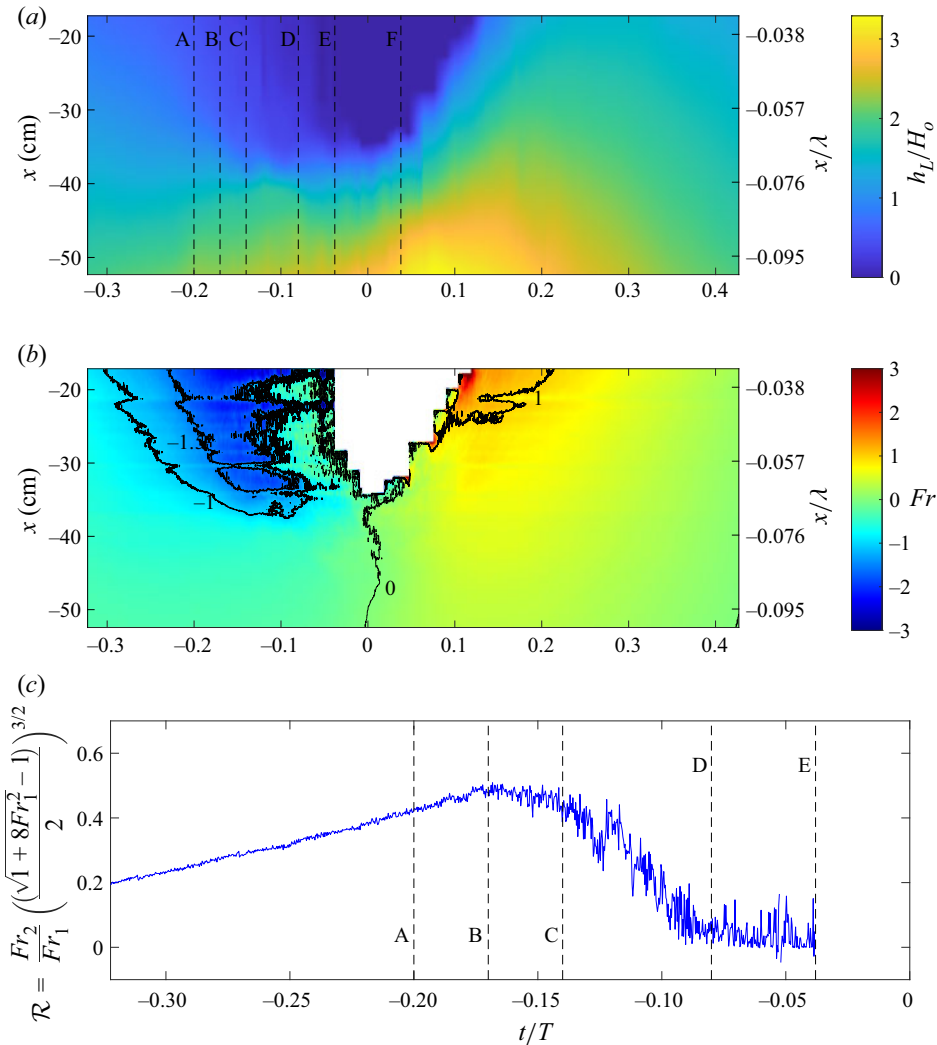 (a)
–20
–30
–40
–50
x (cm)
A
B
C
D
E
F
–0.038
–0.057
–0.076
–0.095
x/λ
3
2
1
0
h_L/H_o
–0.3
–0.2
–0.1
0
0.1
0.2
0.3
0.4
(b)
–20
–30
–40
–50
x (cm)
–1
–1
0
1
–0.038
–0.057
–0.076
–0.095
x/λ
3
2
1
0
–1
–2
–3
Fr
–0.3
–0.2
–0.1
0
0.1
0.2
0.3
0.4
(c)
ℛ = Fr_2/Fr_1 ((√(1 + 8Fr_1^2) – 1)/2)^{3/2}
0.6
0.4
0.2
0
A
B
C
D
E
–0.30
–0.25
–0.20
–0.15
–0.10
–0.05
0
t/T